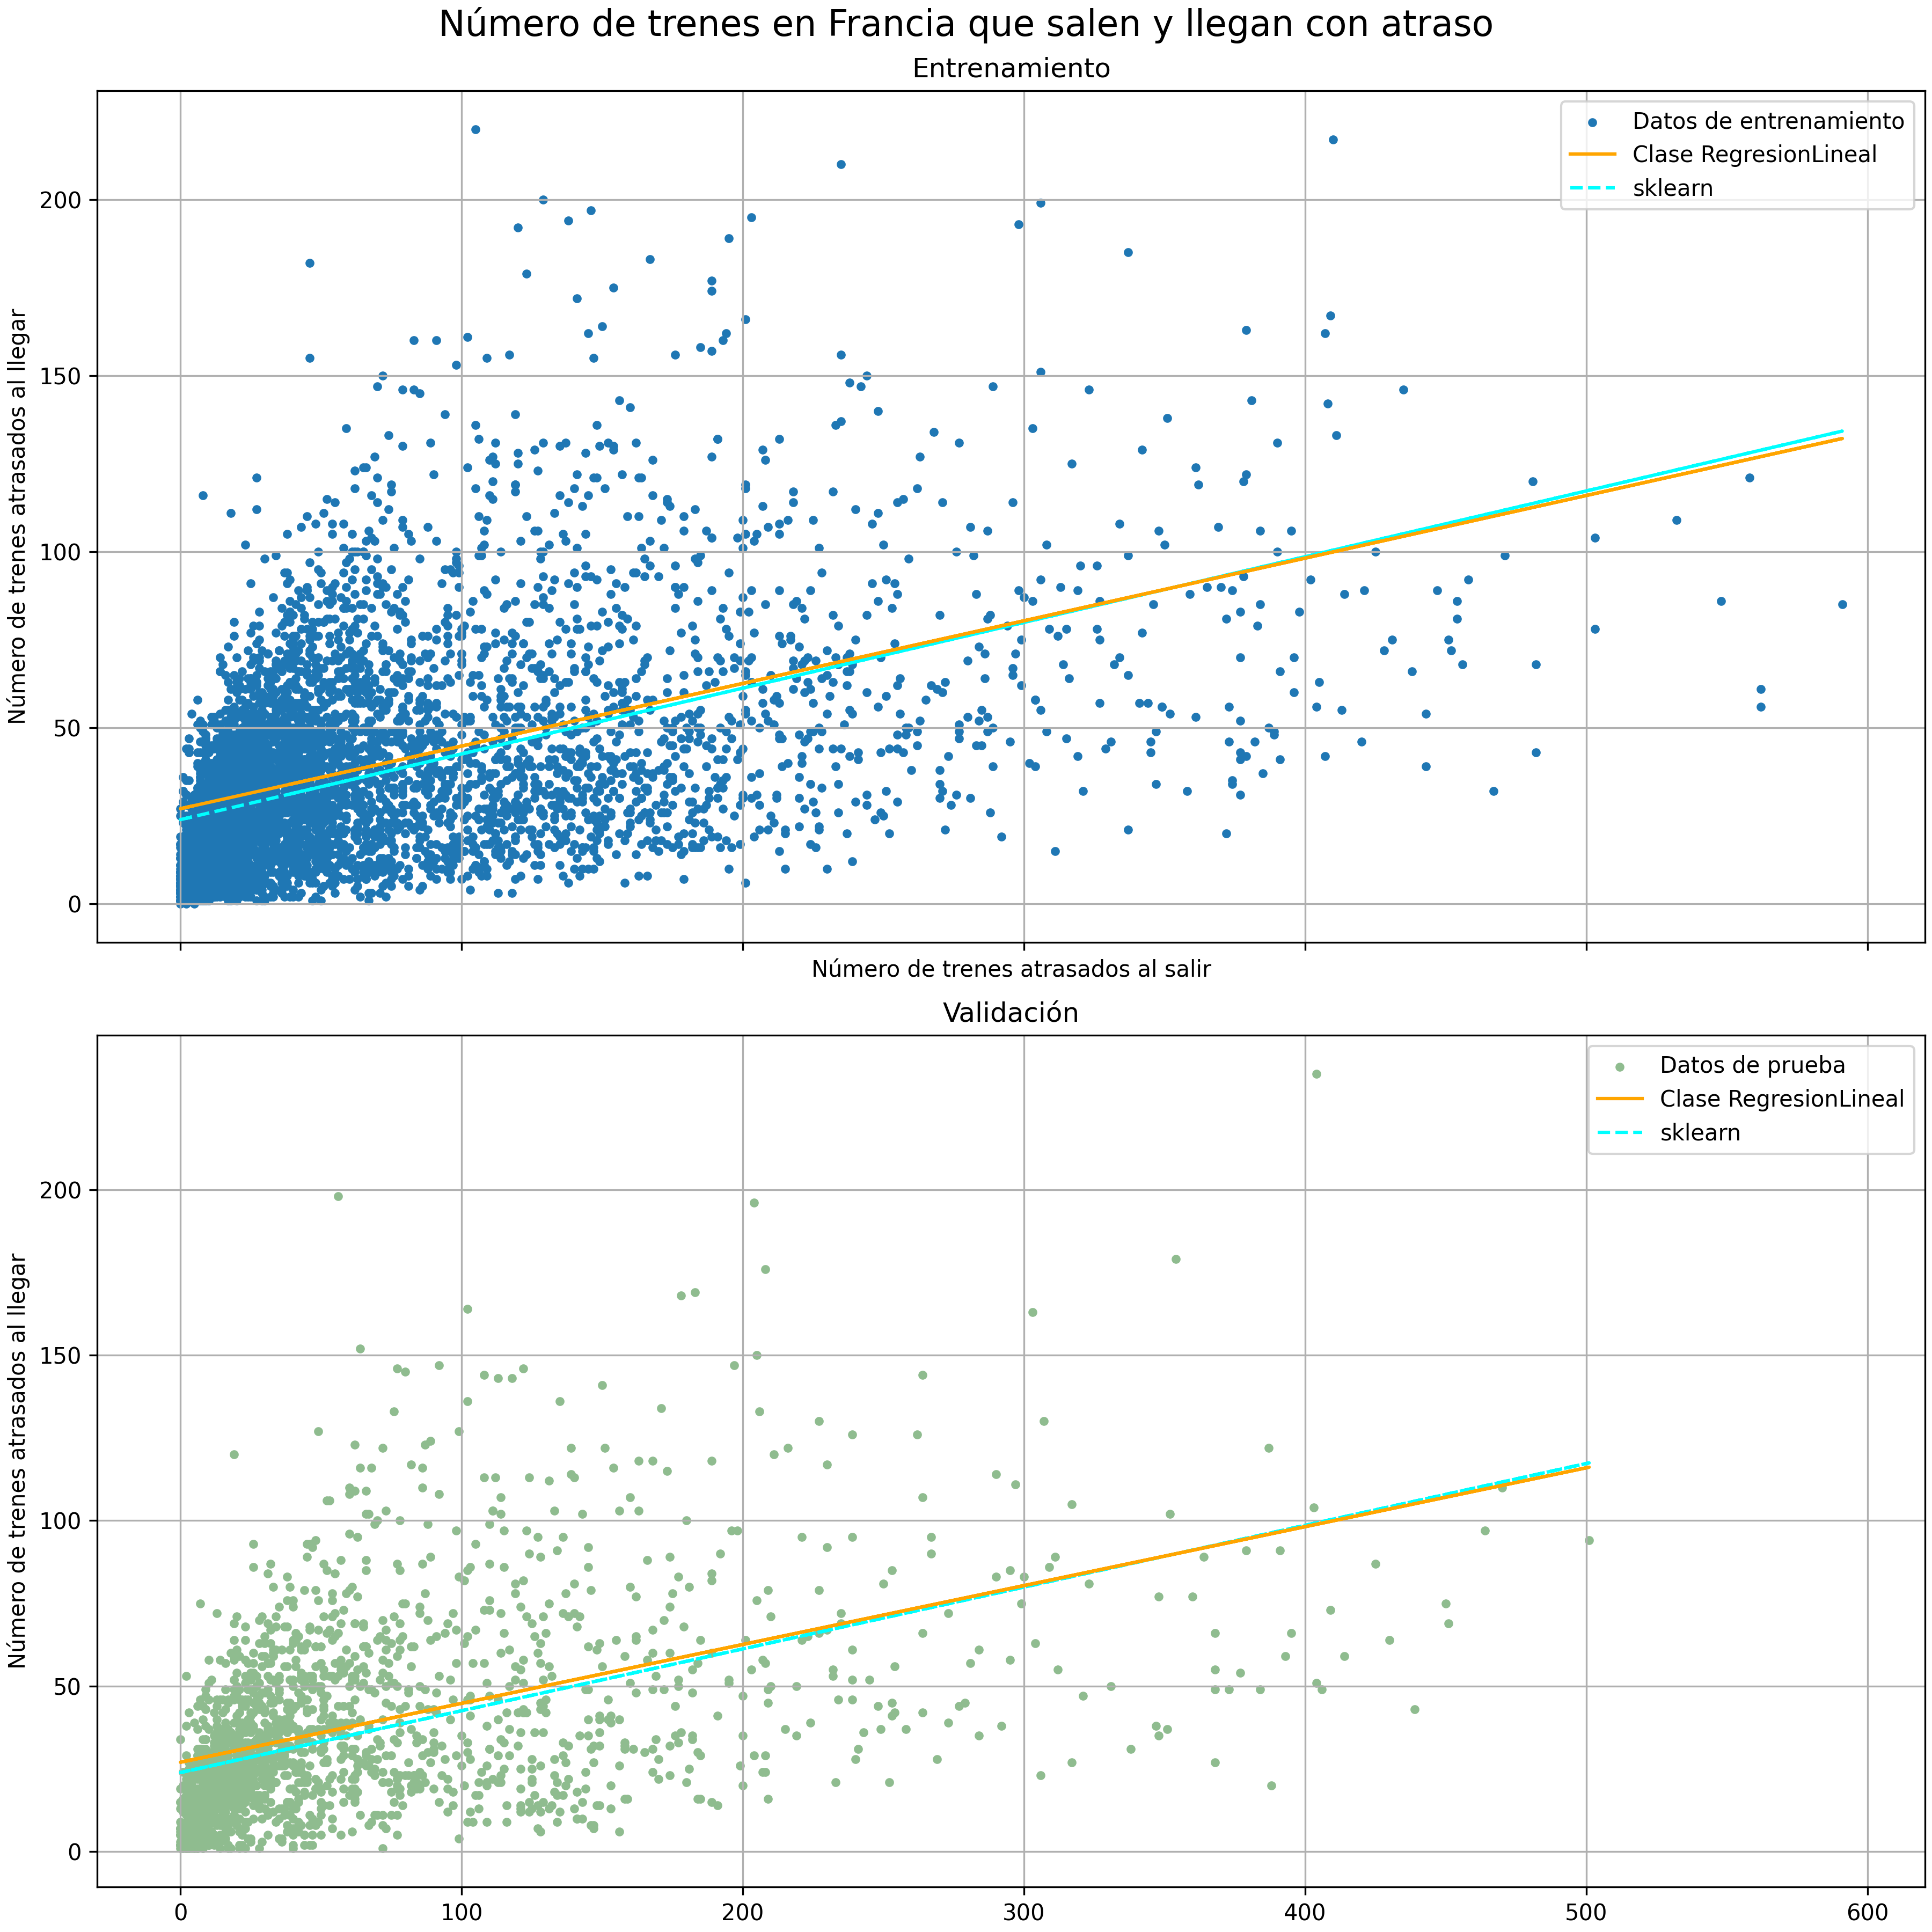 Número de trenes en Francia que salen y llegan con atraso
Entrenamiento
Datos de entrenamiento
Clase RegresionLineal
sklearn
Número de trenes atrasados al llegar
200
150
100
50
0
Número de trenes atrasados al salir
Validación
Datos de prueba
Clase RegresionLineal
sklearn
Número de trenes atrasados al llegar
200
150
100
50
0
0 100 200 300 400 500 600